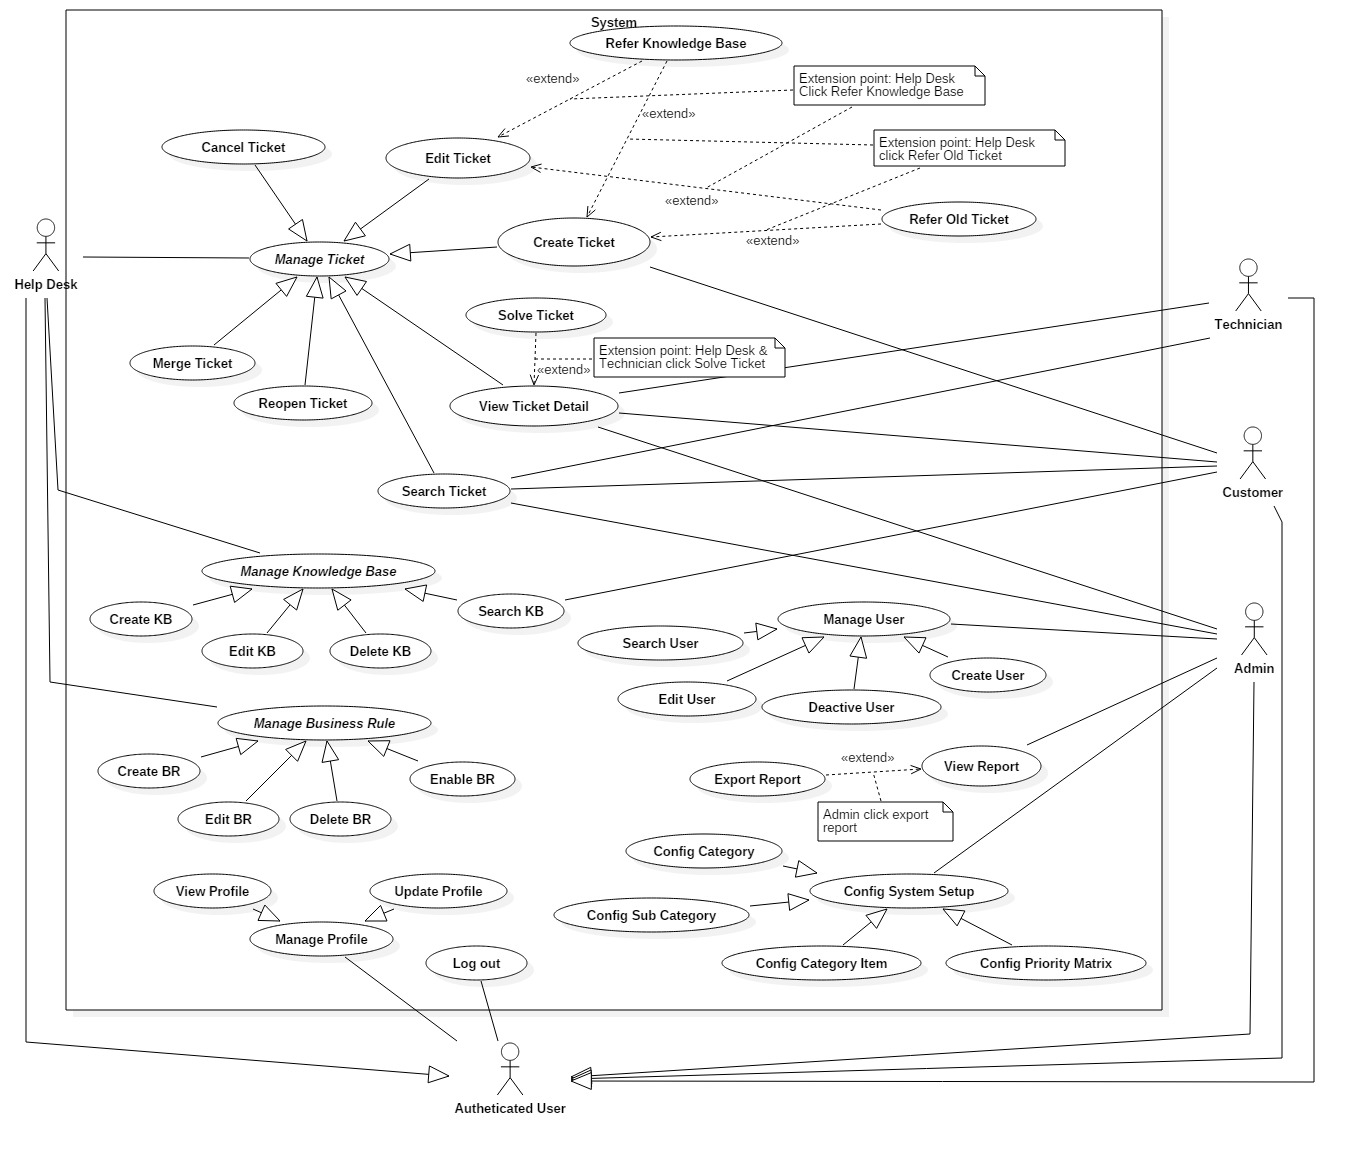 System
Refer Knowledge Base
«extend»
Extension point: Help Desk
Click Refer Knowledge Base
«extend»
Extension point: Help Desk
click Refer Old Ticket
Cancel Ticket
Edit Ticket
«extend»
Refer Old Ticket
«extend»
Create Ticket
Manage Ticket
Help Desk
Solve Ticket
Technician
Extension point: Help Desk &
Technician click Solve Ticket
«extend»
Merge Ticket
Reopen Ticket
View Ticket Detail
Search Ticket
Customer
Manage Knowledge Base
Create KB
Search KB
Edit KB
Delete KB
Manage User
Search User
Admin
Create User
Edit User
Deactive User
Manage Business Rule
Create BR
Enable BR
Edit BR
Delete BR
«extend»
Export Report
View Report
Admin click export
report
Config Category
View Profile
Update Profile
Config System Setup
Config Sub Category
Manage Profile
Log out
Config Category Item
Config Priority Matrix
Autheticated User